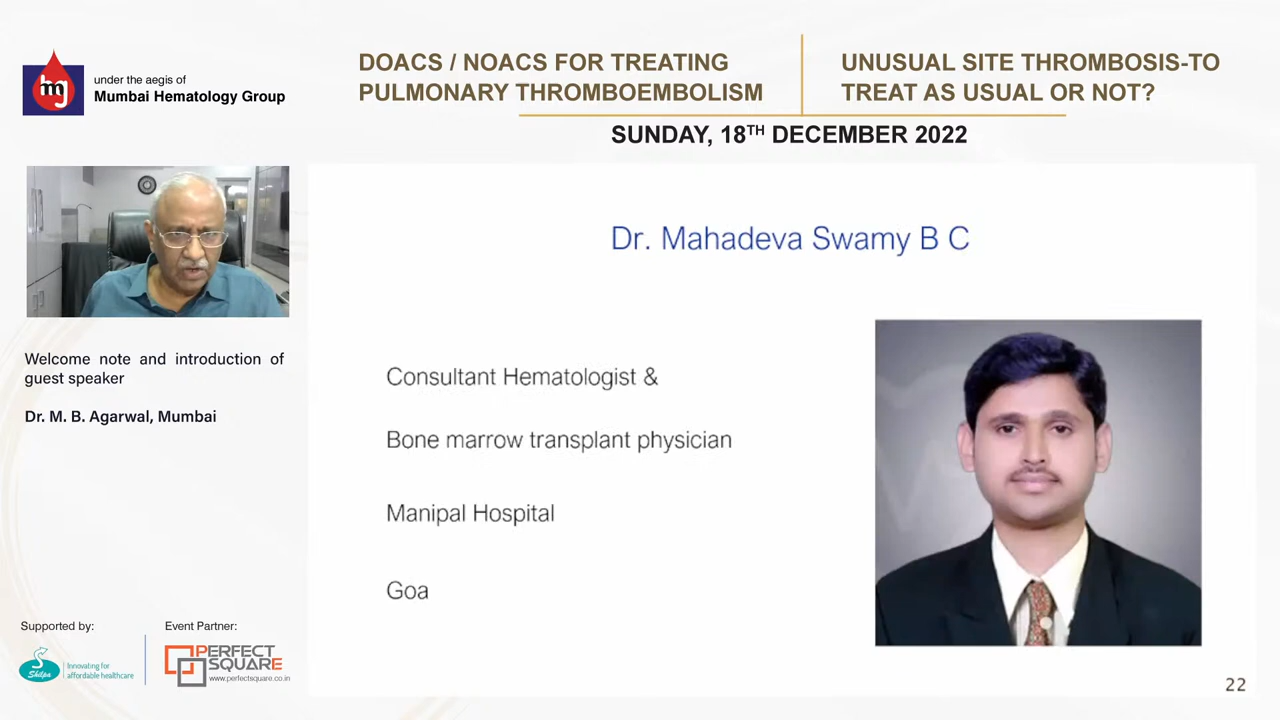 mg
under the aegis of
Mumbai Hematology Group
DOACS / NOACS FOR TREATING
PULMONARY THROMBOEMBOLISM
UNUSUAL SITE THROMBOSIS-TO
TREAT AS USUAL OR NOT?
SUNDAY, 18TH DECEMBER 2022
Welcome note and introduction of
guest speaker
Dr. M. B. Agarwal, Mumbai
Dr. Mahadeva Swamy B C
Consultant Hematologist &
Bone marrow transplant physician
Manipal Hospital
Goa
Supported by:
Shilpa
Innovating for
affordable healthcare
Event Partner:
PERFECT
SQUARE
www.perfectsquare.co.in
22